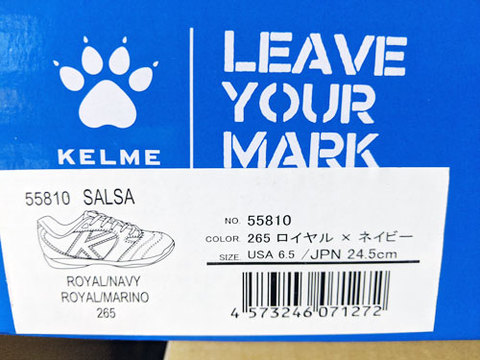 KELME
LEAVE
YOUR
MARK
55810 SALSA
ROYAL/NAVY
ROYAL/MARINO
265
NO. 55810
COLOR 265 ロイヤル × ネイビー
SIZE USA 6.5 /JPN 24.5cm
4 573246 071272